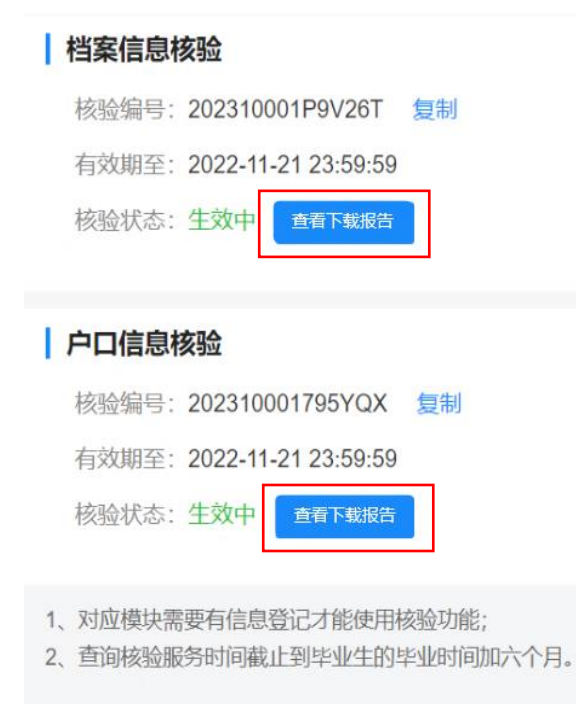 档案信息核验
核验编号：202310001P9V26T 复制
有效期至：2022-11-21 23:59:59
核验状态：生效中 查看下载报告
户口信息核验
核验编号：202310001795YQX 复制
有效期至：2022-11-21 23:59:59
核验状态：生效中 查看下载报告
1、对应模块需要有信息登记才能使用核验功能；
2、查询核验服务时间截止到毕业生的毕业时间加六个月。